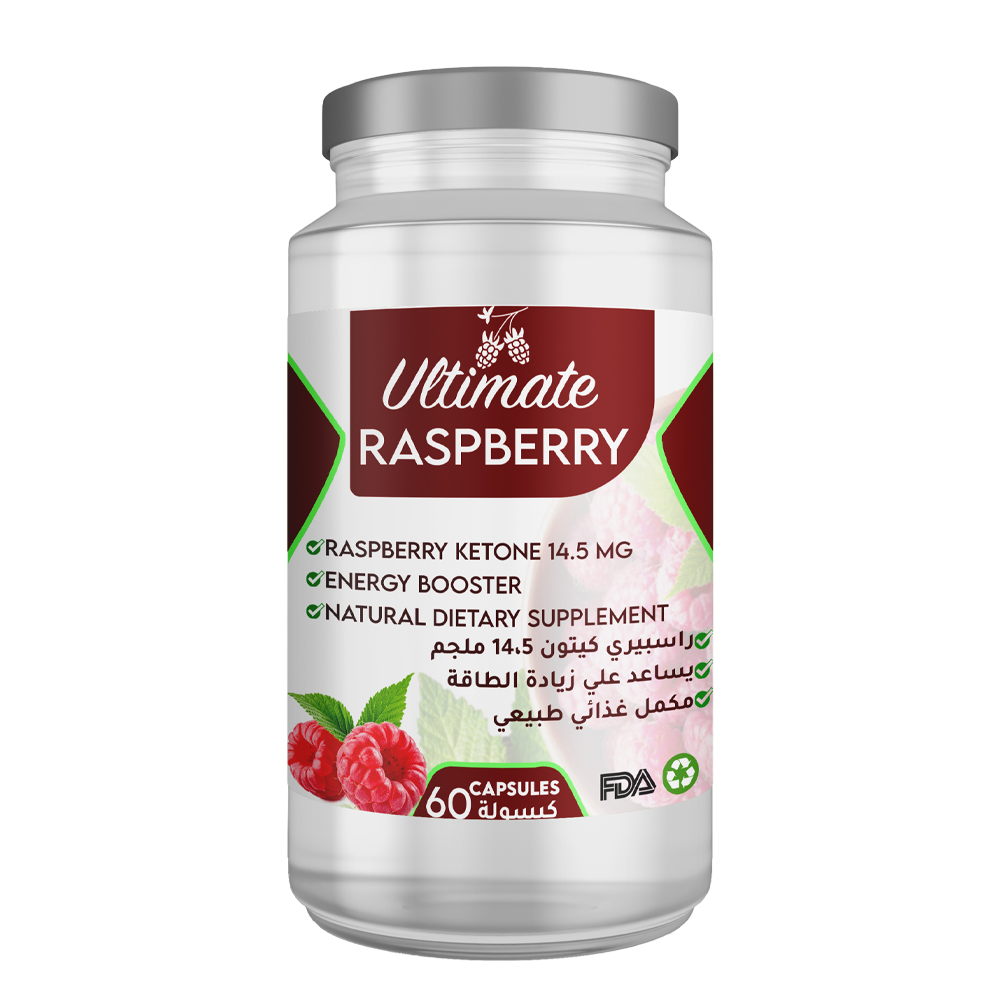 Ultimate
RASPBERRY
RASPBERRY KETONE 14.5 MG
ENERGY BOOSTER
NATURAL DIETARY SUPPLEMENT
راسبيري كيتون 14،5 ملجم
يساعد علي زيادة الطاقة
مكمل غذائي طبيعي
60 CAPSULES
كبسولة
FDA